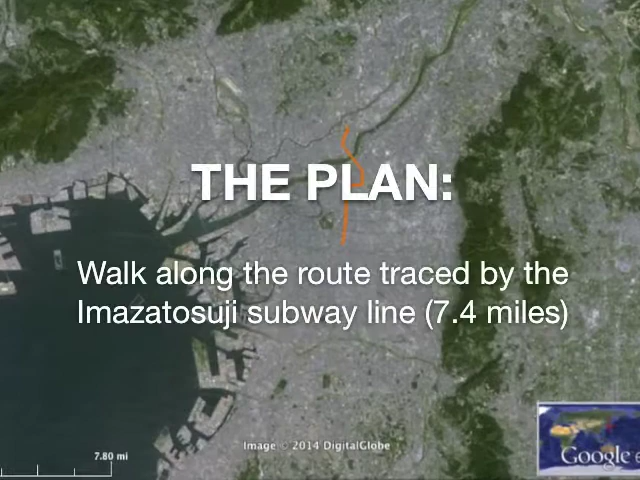 THE PLAN:
Walk along the route traced by the
Imazatosuji subway line (7.4 miles)
Image © 2014 DigitalGlobe
7.80 mi
Google e